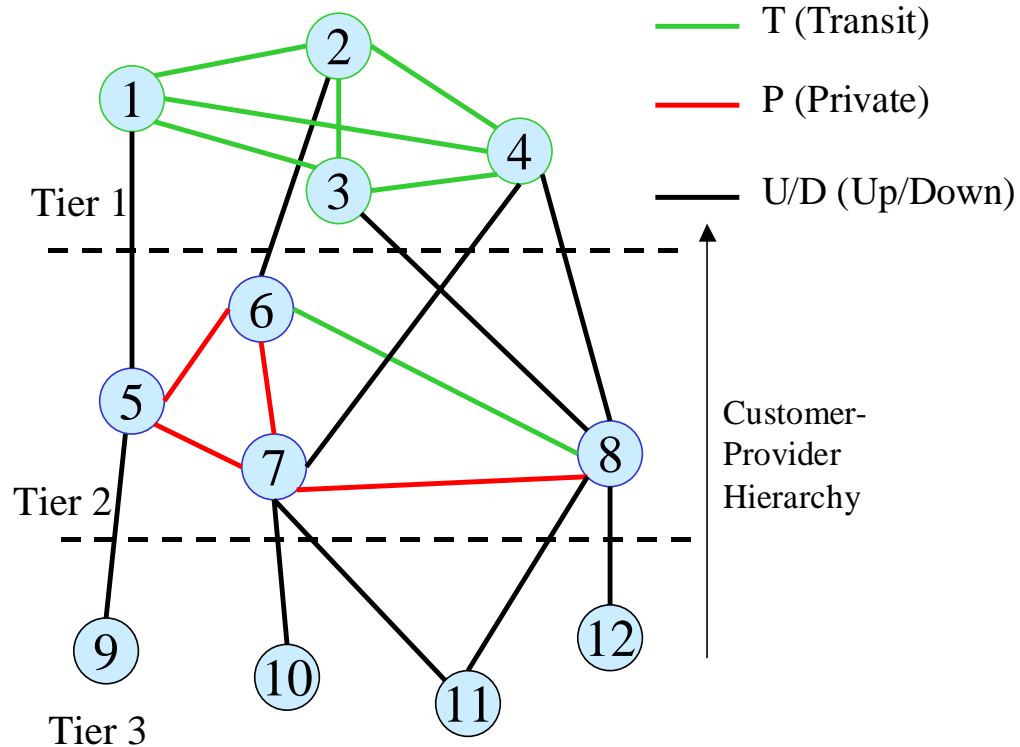 T (Transit)
P (Private)
U/D (Up/Down)
2
1
4
3
Tier 1
6
5
7
8
Customer-
Provider
Hierarchy
Tier 2
9
10
11
12
Tier 3